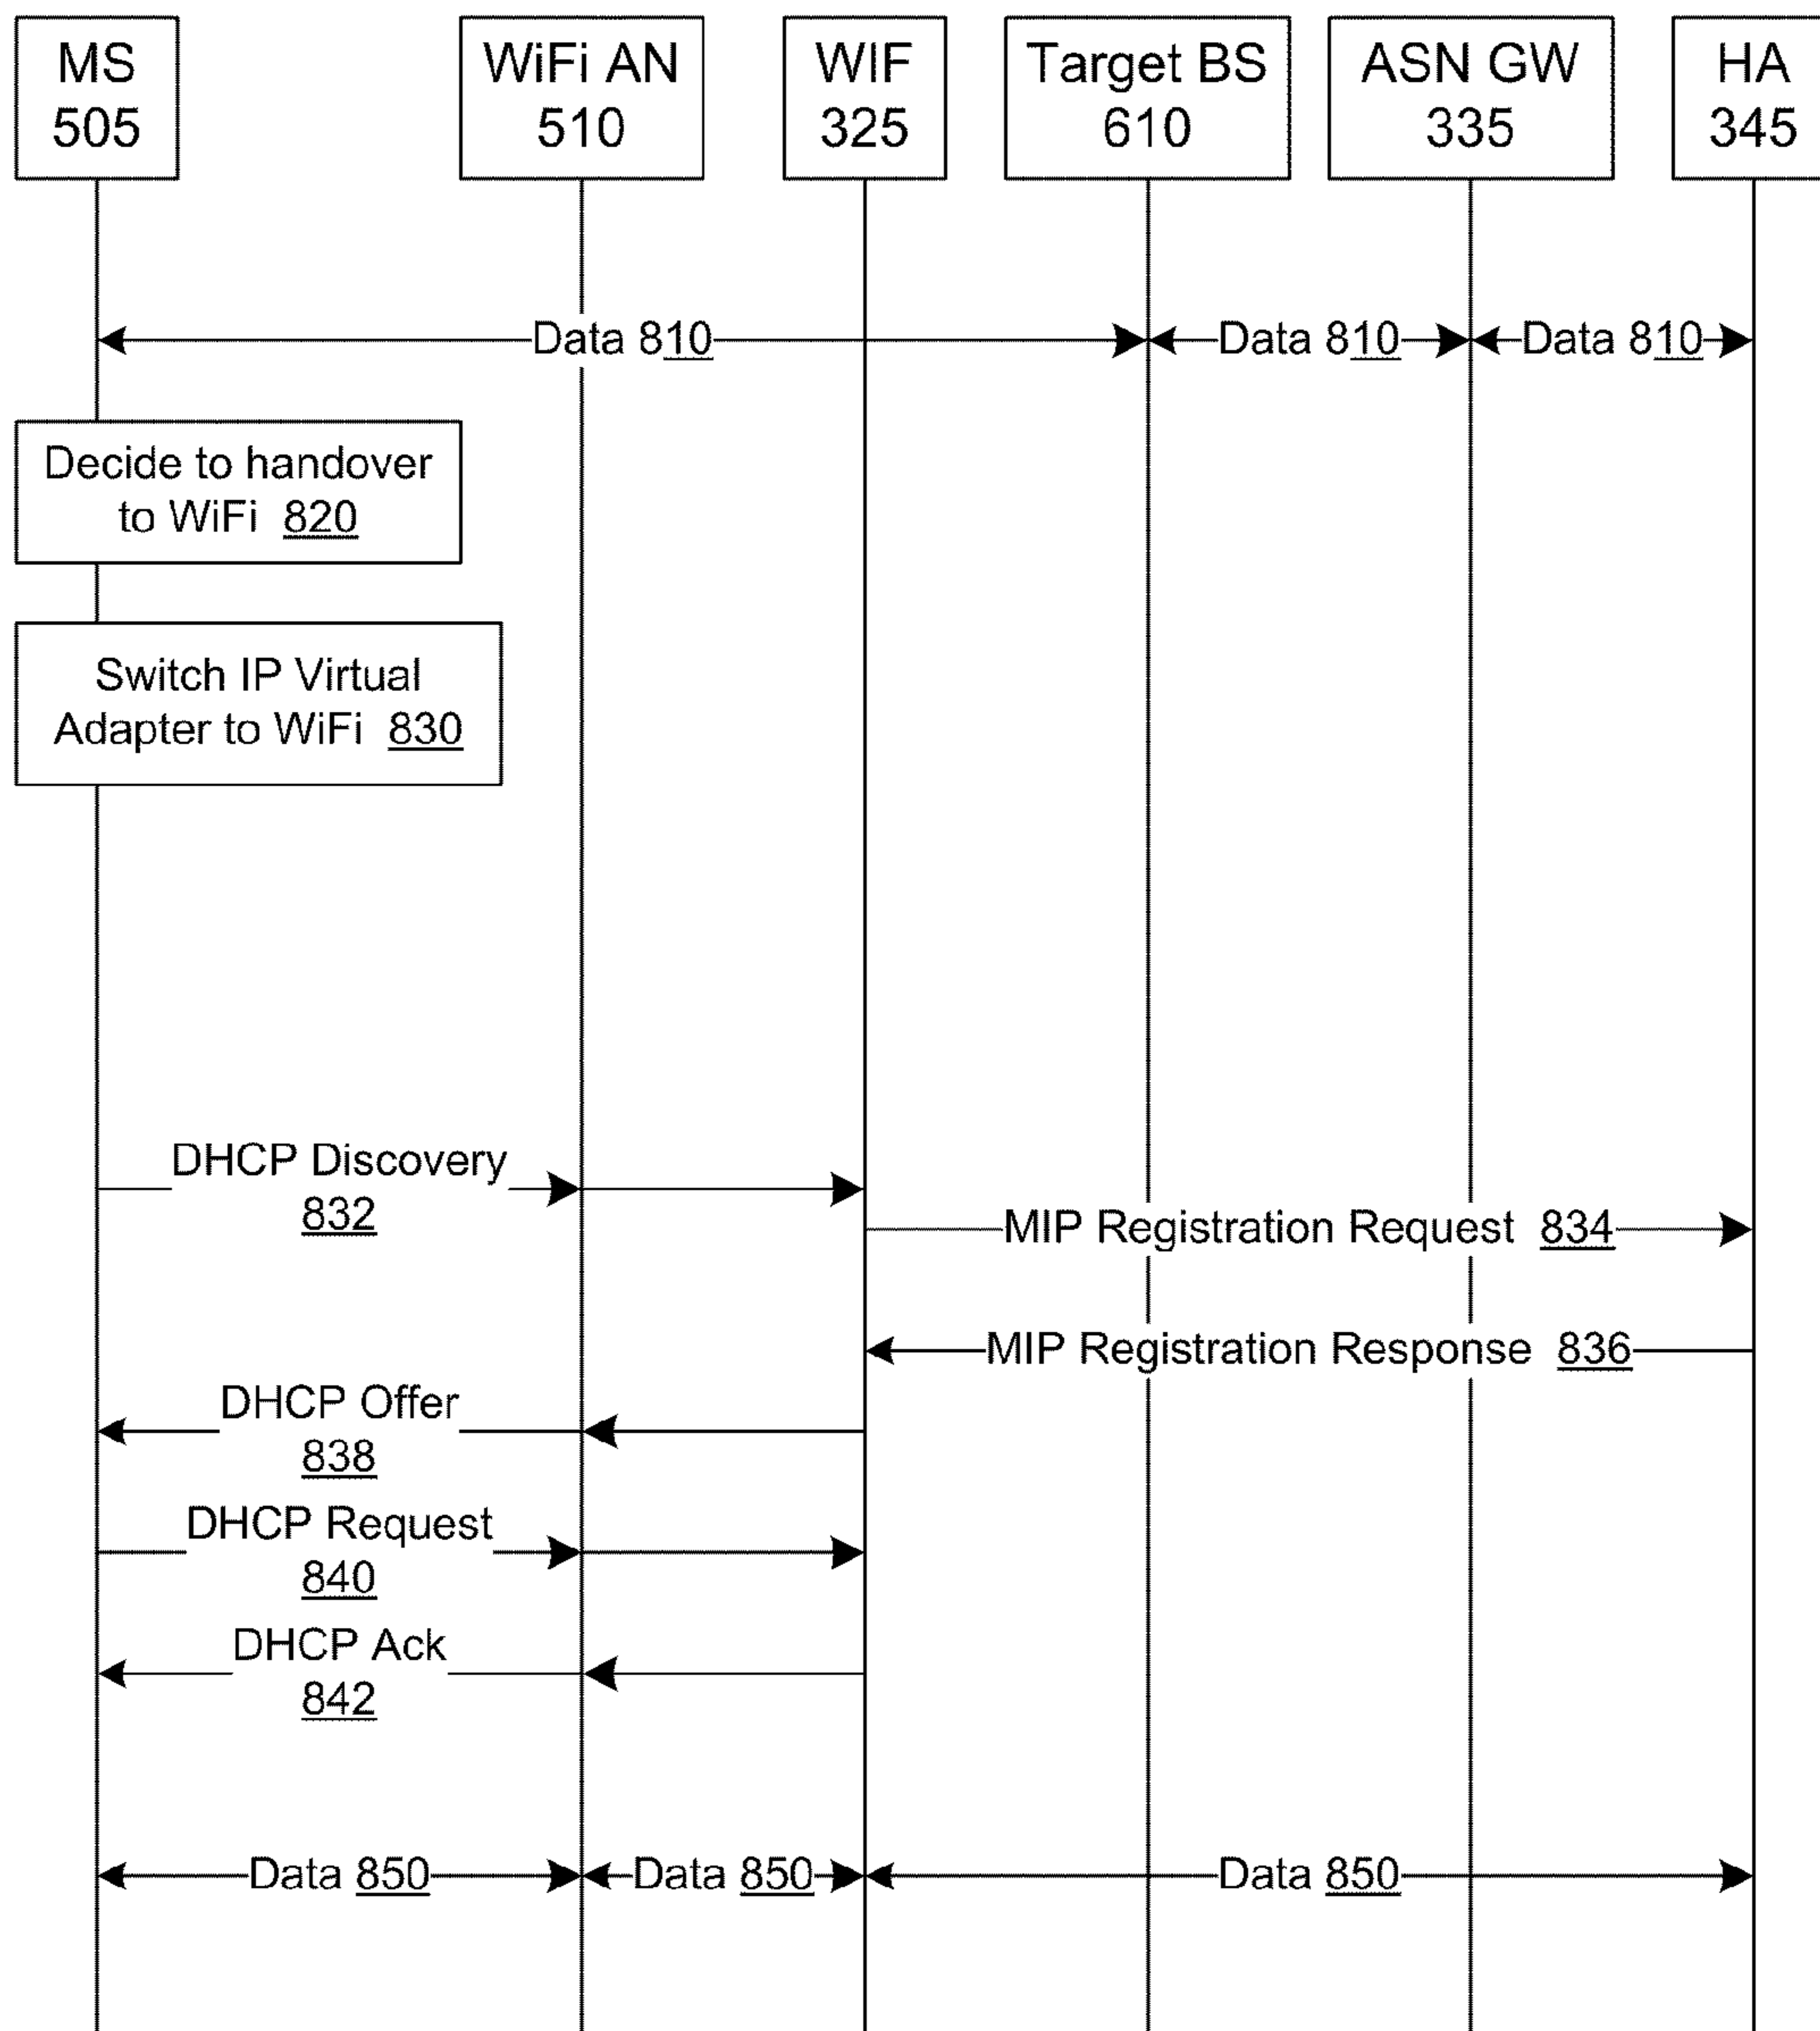 MS
505
WiFi AN
510
WIF
325
Target BS
610
ASN GW
335
HA
345
Data 810
Data 810
Data 810
Decide to handover
to WiFi 820
Switch IP Virtual
Adapter to WiFi 830
DHCP Discovery
832
MIP Registration Request 834
MIP Registration Response 836
DHCP Offer
838
DHCP Request
840
DHCP Ack
842
Data 850
Data 850
Data 850